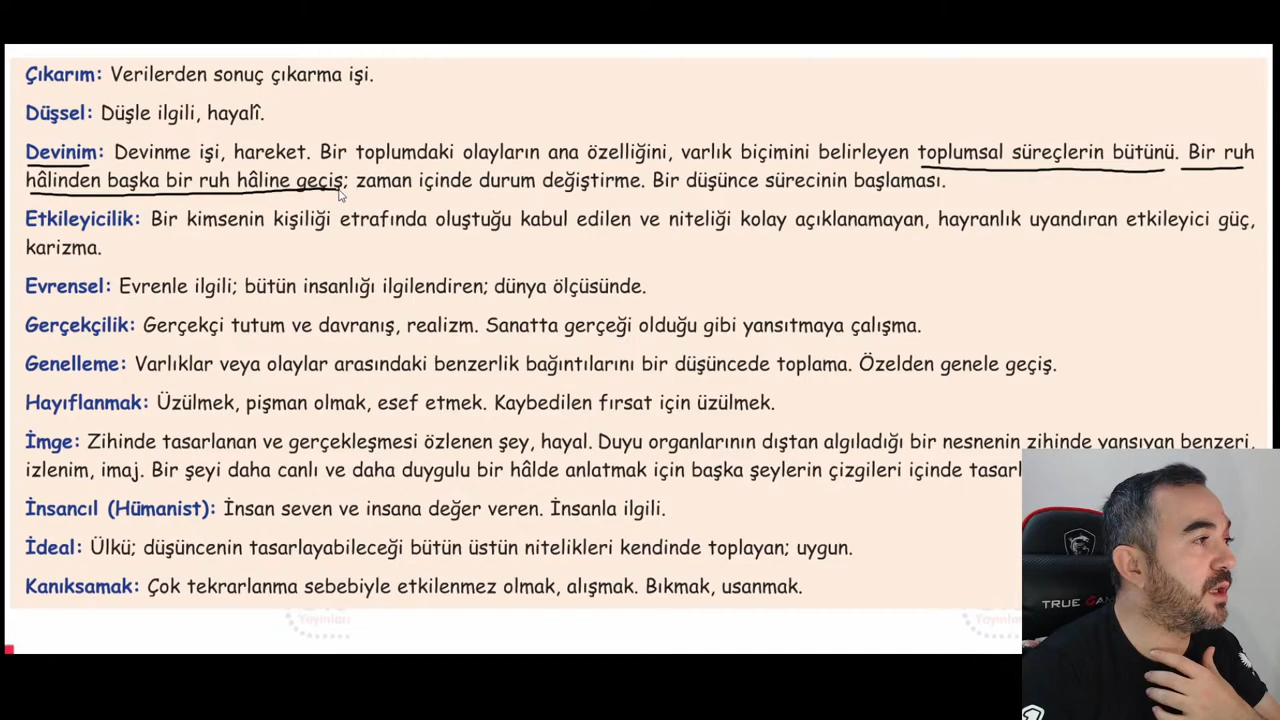 Çıkarım: Verilerden sonuç çıkarma işi.
Düşsel: Düşle ilgili, hayalî.
Devinim: Devinme işi, hareket. Bir toplumdaki olayların ana özelliğini, varlık biçimini belirleyen toplumsal süreçlerin bütünü. Bir ruh
hâlinden başka bir ruh hâline geçiş; zaman içinde durum değiştirme. Bir düşünce sürecinin başlaması.
Etkileyicilik: Bir kimsenin kişiliği etrafında oluştuğu kabul edilen ve niteliği kolay açıklanamayan, hayranlık uyandıran etkileyici güç,
karizma.
Evrensel: Evrenle ilgili; bütün insanlığı ilgilendiren; dünya ölçüsünde.
Gerçekçilik: Gerçekçi tutum ve davranış, realizm. Sanatta gerçeği olduğu gibi yansıtmaya çalışma.
Genelleme: Varlıklar veya olaylar arasındaki benzerlik bağıntılarını bir düşüncede toplama. Özelden genele geçiş.
Hayıflanmak: Üzülmek, pişman olmak, esef etmek. Kaybedilen fırsat için üzülmek.
İmge: Zihinde tasarlanan ve gerçekleşmesi özlenen şey, hayal. Duyu organlarının dıştan algıladığı bir nesnenin zihinde yansıyan benzeri,
izlenim, imaj. Bir şeyi daha canlı ve daha duygulu bir hâlde anlatmak için başka şeylerin çizgileri içinde
İnsancıl (Hümanist): İnsan seven ve insana değer veren. İnsanla ilgili.
İdeal: Ülkü; düşüncenin tasarlayabileceği bütün üstün nitelikleri kendinde toplayan; uygun.
Kanıksamak: Çok tekrarlanma sebebiyle etkilenmez olmak, alışmak. Bıkmak, usanmak.
Yayınları
TRUE